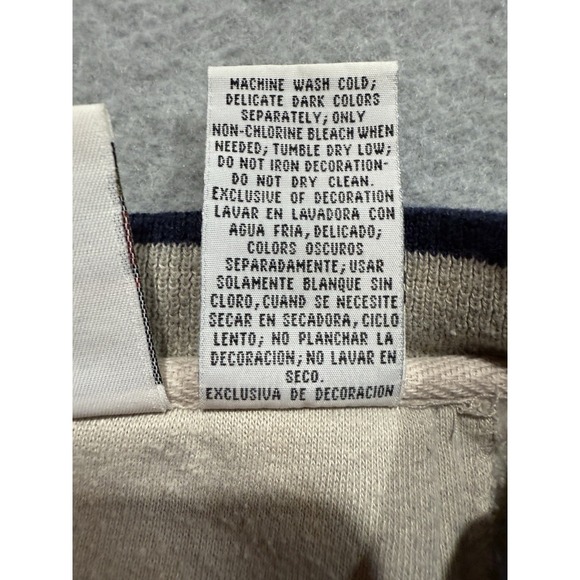 MACHINE WASH COLD;
DELICATE DARK COLORS
SEPARATELY; ONLY
NON-CHLORINE BLEACH WHEN
NEEDED; TUMBLE DRY LOW;
DO NOT IRON DECORATION-
DO NOT DRY CLEAN.
EXCLUSIVE OF DECORATION
LAVAR EN LAVADORA CON
AGUA FRIA, DELICADO;
COLORS OSCUROS
SEPARADAMENTE; USAR
SOLAMENTE BLANQUE SIN
CLORO, CUANDO SE NECESITE
SECAR EN SECADORA, CICLO
LENTO; NO PLANCHAR LA
DECORACION; NO LAVAR EN
SECO.
EXCLUSIVA DE DECORACION